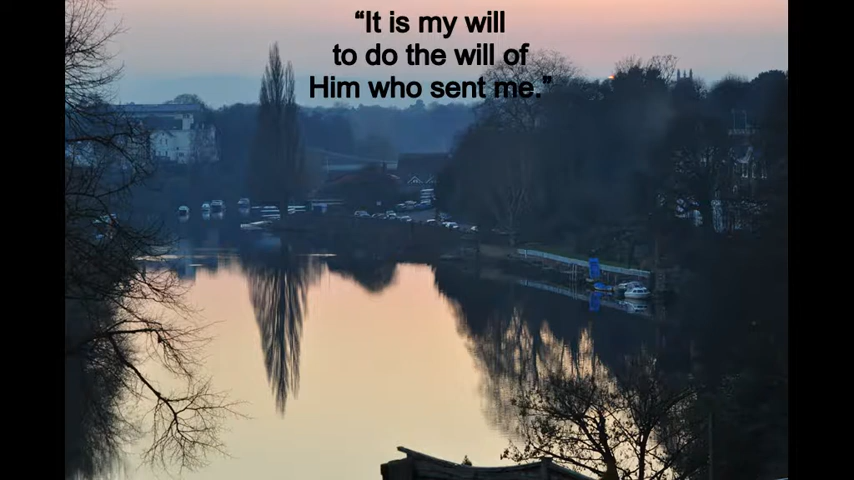 “It is my will
to do the will of
Him who sent me.”